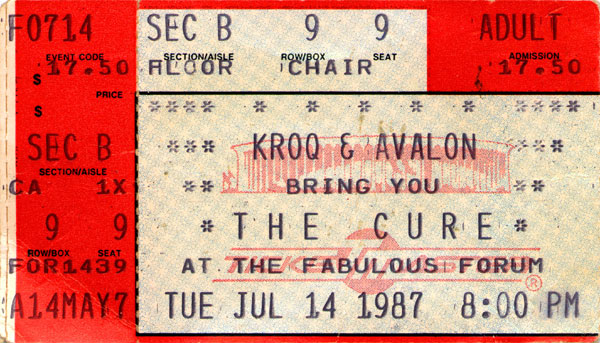 F0714 SEC B 9 9 ADULT
EVENT CODE SECTION/AISLE ROW/BOX SEAT ADMISSION
$ 17.50 FLOOR CHAIR 17.50
PRICE
$
KROQ & AVALON
SEC B
SECTION/AISLE
BRING YOU
CA 1X
9 9 * THE CURE *
ROW/BOX SEAT
FOR1439 AT THE FABULOUS FORUM
®
A14MAY7 TUE JUL 14 1987 8:00 PM